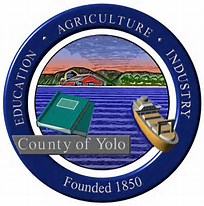 EDUCATION • AGRICULTURE • INDUSTRY
County of Yolo
Founded 1850